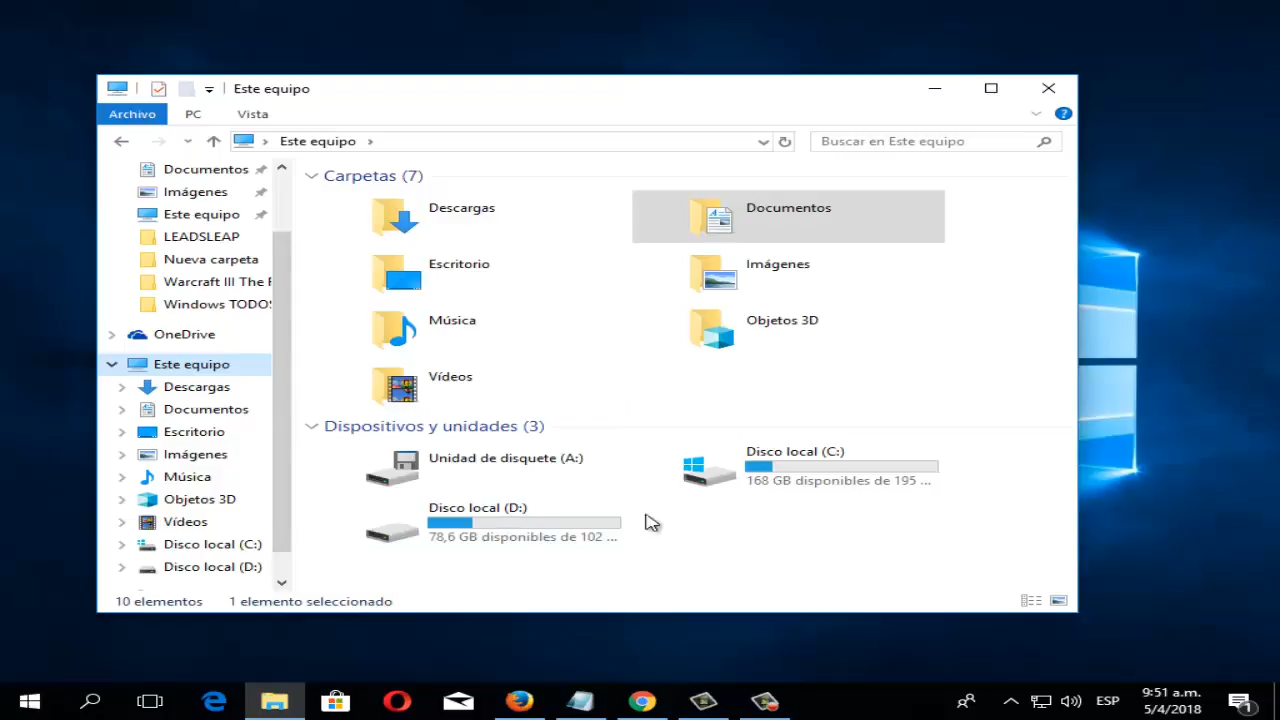 Este equipo
Archivo PC Vista
Este equipo
Buscar en Este equipo
Documentos
Imágenes
Este equipo
LEADSLEAP
Nueva carpeta
Warcraft III The F
Windows TODOS
OneDrive
Este equipo
Descargas
Documentos
Escritorio
Imágenes
Música
Objetos 3D
Vídeos
Disco local (C:)
Disco local (D:)
Carpetas (7)
Descargas
Documentos
Escritorio
Imágenes
Música
Objetos 3D
Vídeos
Dispositivos y unidades (3)
Unidad de disquete (A:)
Disco local (C:)
168 GB disponibles de 195 ...
Disco local (D:)
78,6 GB disponibles de 102 ...
10 elementos 1 elemento seleccionado
ESP
9:51 a.m.
5/4/2018
1